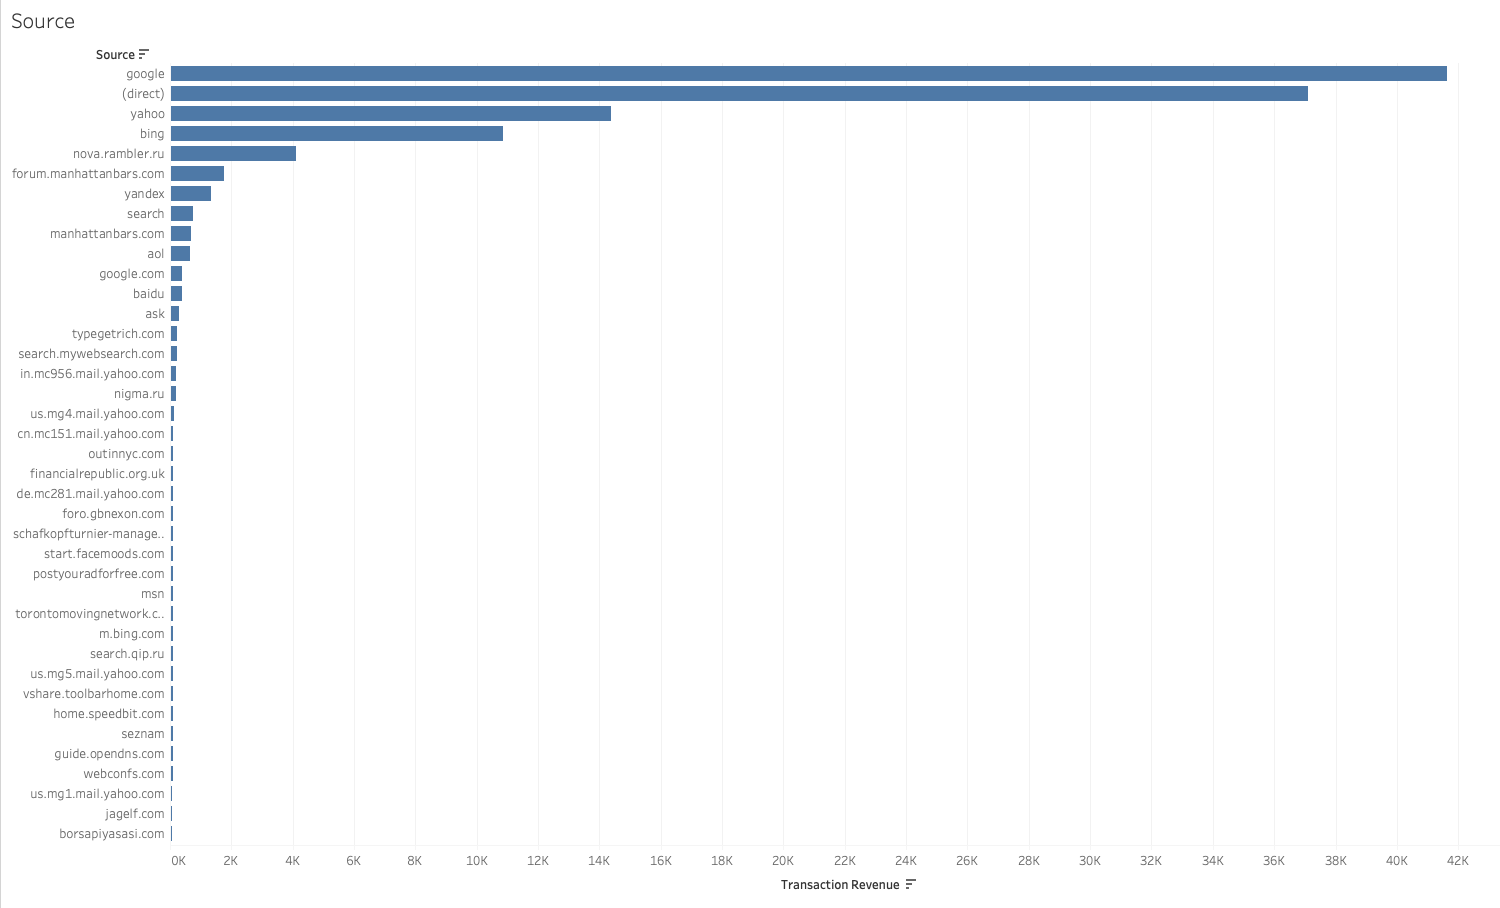 Source
Source
google
(direct)
yahoo
bing
nova.rambler.ru
forum.manhattanbars.com
yandex
search
manhattanbars.com
aol
google.com
baidu
ask
typegetrich.com
search.mywebsearch.com
in.mc956.mail.yahoo.com
nigma.ru
us.mg4.mail.yahoo.com
cn.mc151.mail.yahoo.com
outinnyc.com
financialrepublic.org.uk
de.mc281.mail.yahoo.com
foro.gbnexon.com
schafkopfturnier-manage..
start.facemoods.com
postyouradforfree.com
msn
torontomovingnetwork.c..
m.bing.com
search.qip.ru
us.mg5.mail.yahoo.com
vshare.toolbarhome.com
home.speedbit.com
seznam
guide.opendns.com
webconfs.com
us.mg1.mail.yahoo.com
jagelf.com
borsapiyasasi.com
0K 2K 4K 6K 8K 10K 12K 14K 16K 18K 20K 22K 24K 26K 28K 30K 32K 34K 36K 38K 40K 42K
Transaction Revenue